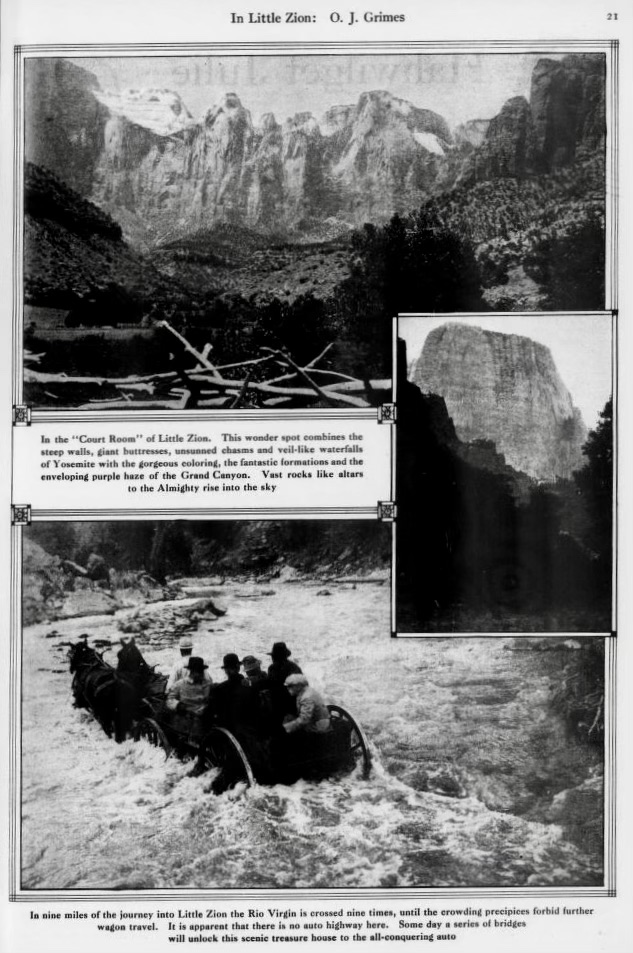 In Little Zion: O. J. Grimes
21
In the "Court Room" of Little Zion. This wonder spot combines the
steep walls, giant buttresses, unsunned chasms and veil-like waterfalls
of Yosemite with the gorgeous coloring, the fantastic formations and the
enveloping purple haze of the Grand Canyon. Vast rocks like altars
to the Almighty rise into the sky
In nine miles of the journey into Little Zion the Rio Virgin is crossed nine times, until the crowding precipices forbid further
wagon travel. It is apparent that there is no auto highway here. Some day a series of bridges
will unlock this scenic treasure house to the all-conquering auto